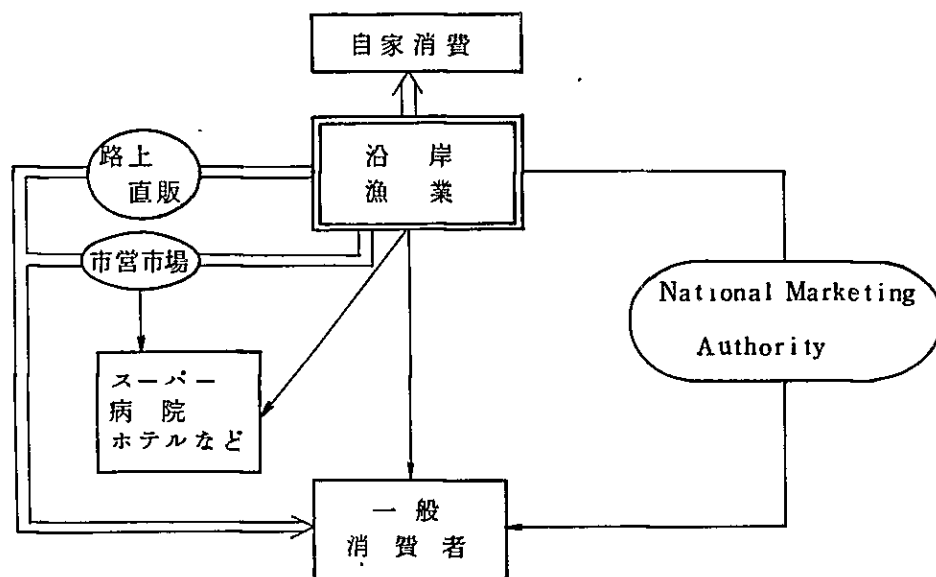 自家消費
沿岸
漁業
路上
直販
市営市場
National Marketing
Authority
スーパー
病院
ホテルなど
一般
消費者